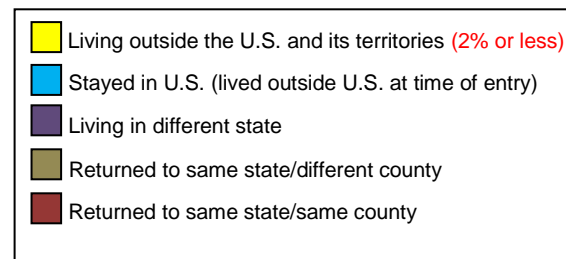 Living outside the U.S. and its territories (2% or less)
Stayed in U.S. (lived outside U.S. at time of entry)
Living in different state
Returned to same state/different county
Returned to same state/same county